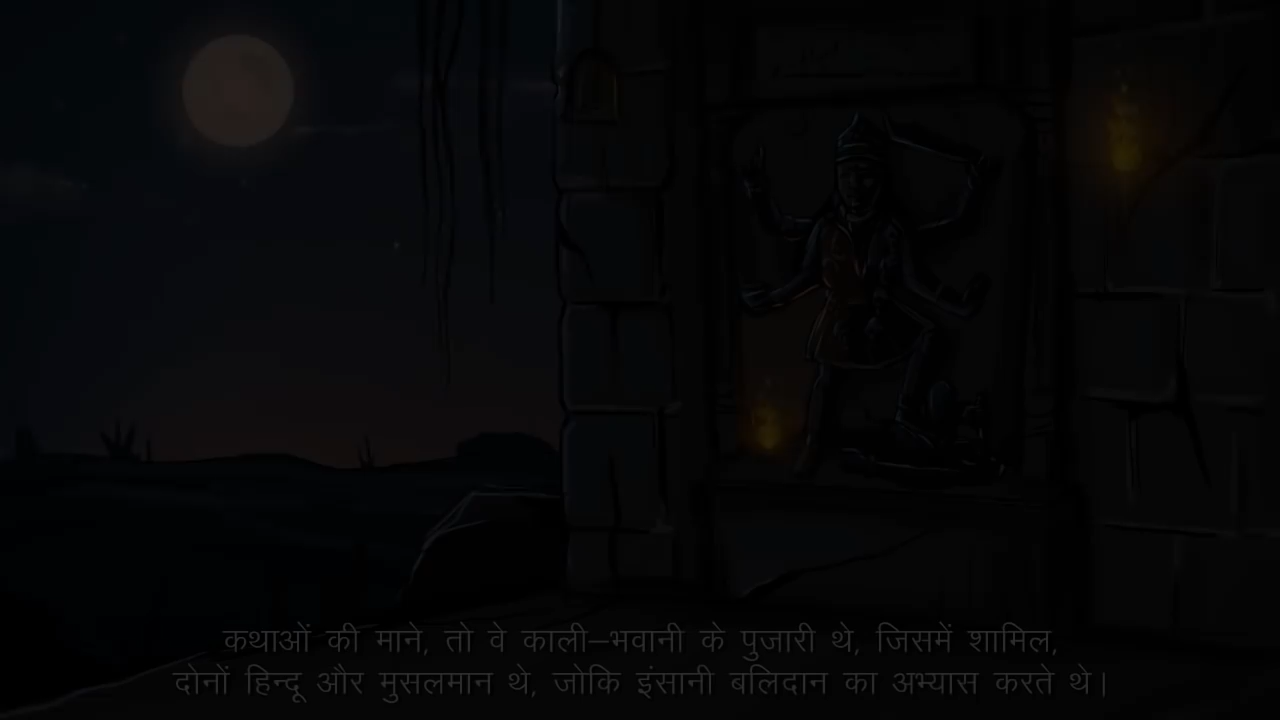 कथाओं की माने, तो वे काली–भवानी के पुजारी थे, जिसमें शामिल,
दोनों हिन्दू और मुसलमान थे, जोकि इंसानी बलिदान का अभ्यास करते थे।